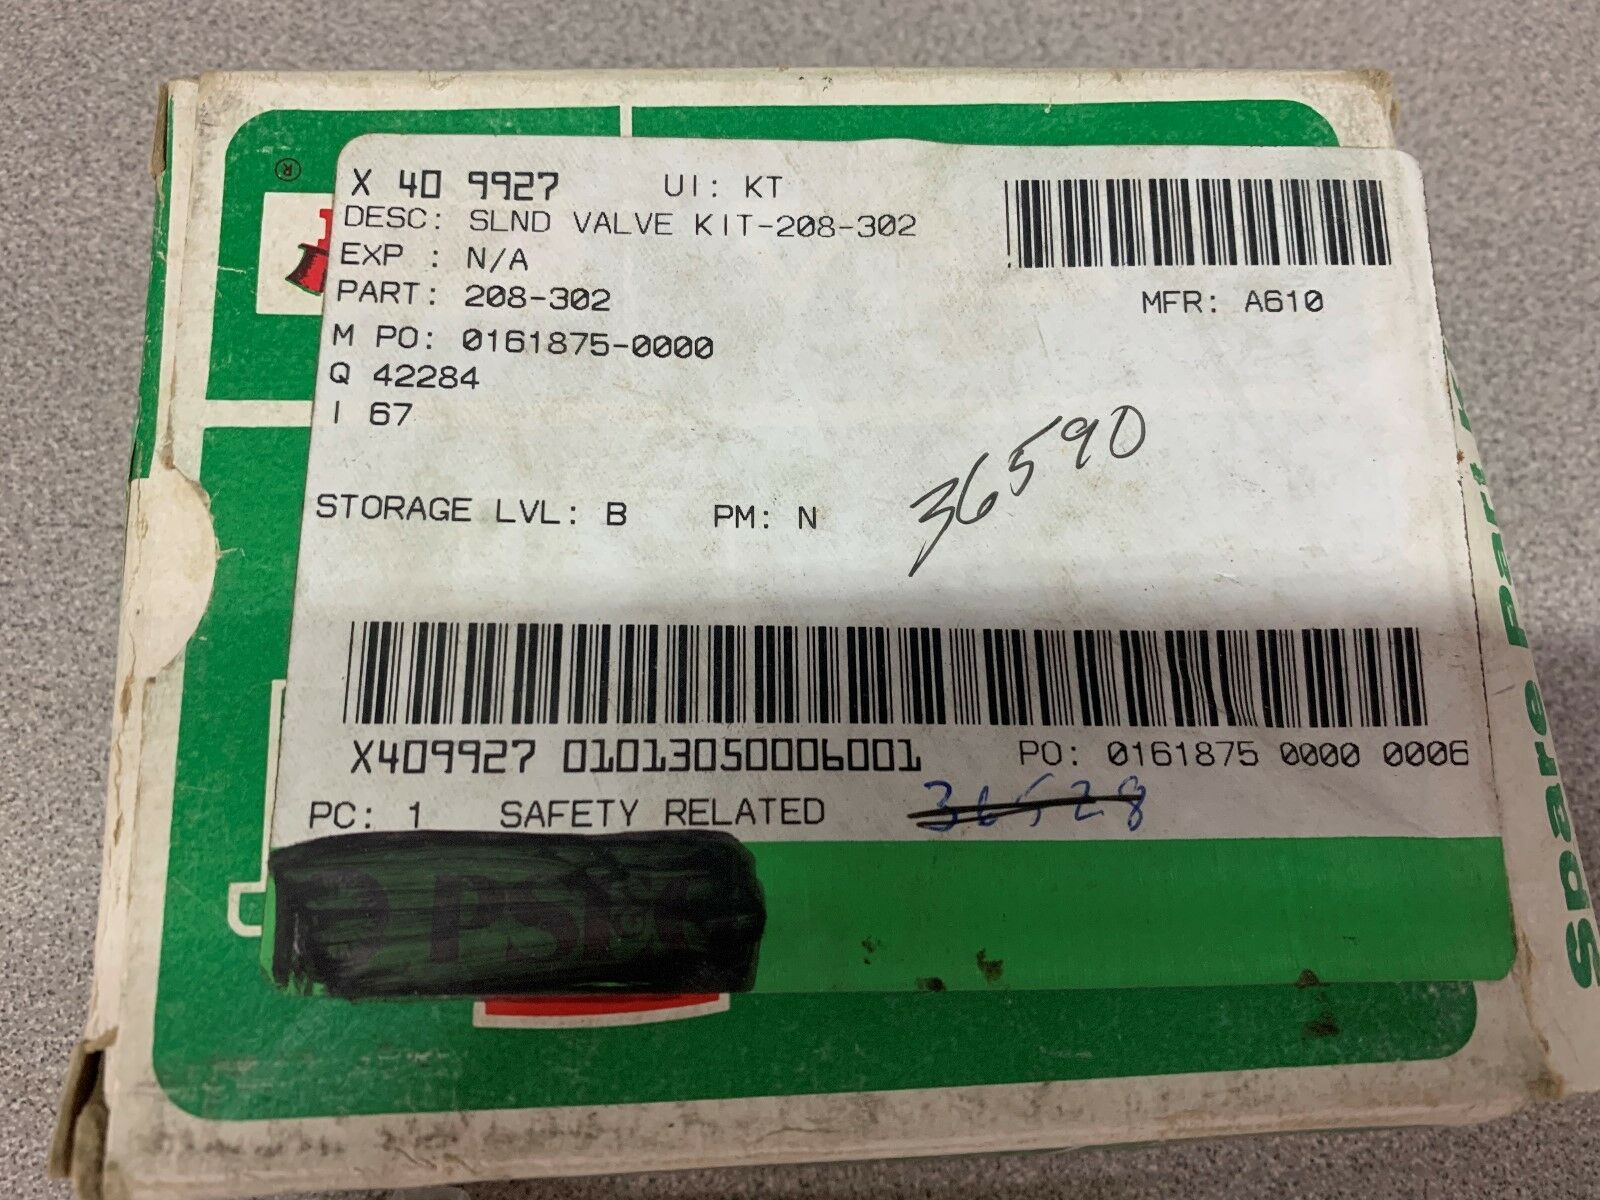 ®
X 40 9927 UI: KT
DESC: SLND VALVE KIT-208-302
EXP : N/A
PART: 208-302
MFR: A610
M PO: 0161875-0000
Q 42284
I 67
36590
STORAGE LVL: B PM: N
X409927 01013050006001 PO: 0161875 0000 0006
PC: 1 SAFETY RELATED 36528
Spare Part